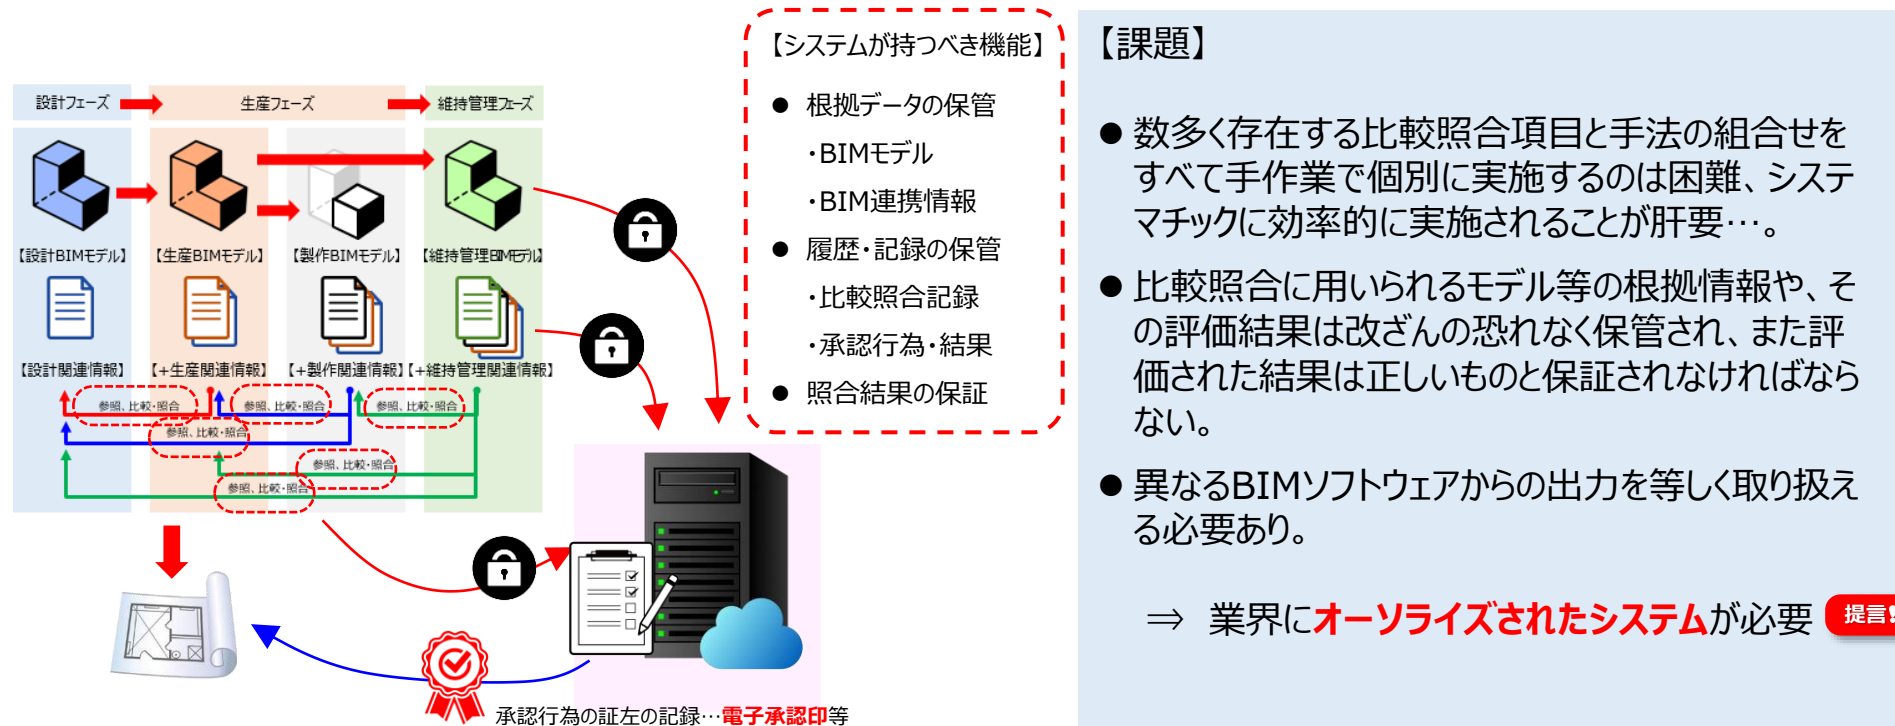 設計フェーズ
生産フェーズ
維持管理フェーズ
【設計BIMモデル】
【生産BIMモデル】
【製作BIMモデル】
【維持管理BIMモデル】
【設計関連情報】
【+生産関連情報】
【+製作関連情報】
【+維持管理関連情報】
参照、比較・照合
参照、比較・照合
参照、比較・照合
参照、比較・照合
参照、比較・照合
参照、比較・照合
承認行為の証左の記録…電子承認印等
【システムが持つべき機能】
● 根拠データの保管
・BIMモデル
・BIM連携情報
● 履歴・記録の保管
・比較照合記録
・承認行為・結果
● 照合結果の保証
【課題】
● 数多く存在する比較照合項目と手法の組合せを
すべて手作業で個別に実施するのは困難、システ
マチックに効率的に実施されることが肝要…。
● 比較照合に用いられるモデル等の根拠情報や、そ
の評価結果は改ざんの恐れなく保管され、また評
価された結果は正しいものと保証されなければなら
ない。
● 異なるBIMソフトウェアからの出力を等しく取り扱え
る必要あり。
⇒ 業界にオーソライズされたシステムが必要
提言!